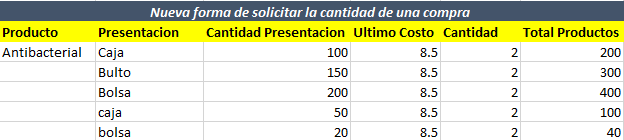 Nueva forma de solicitar la cantidad de una compra
Producto Presentacion Cantidad Presentacion Ultimo Costo Cantidad Total Productos
Antibacterial Caja 100 8.5 2 200
Bulto 150 8.5 2 300
Bolsa 200 8.5 2 400
caja 50 8.5 2 100
bolsa 20 8.5 2 40